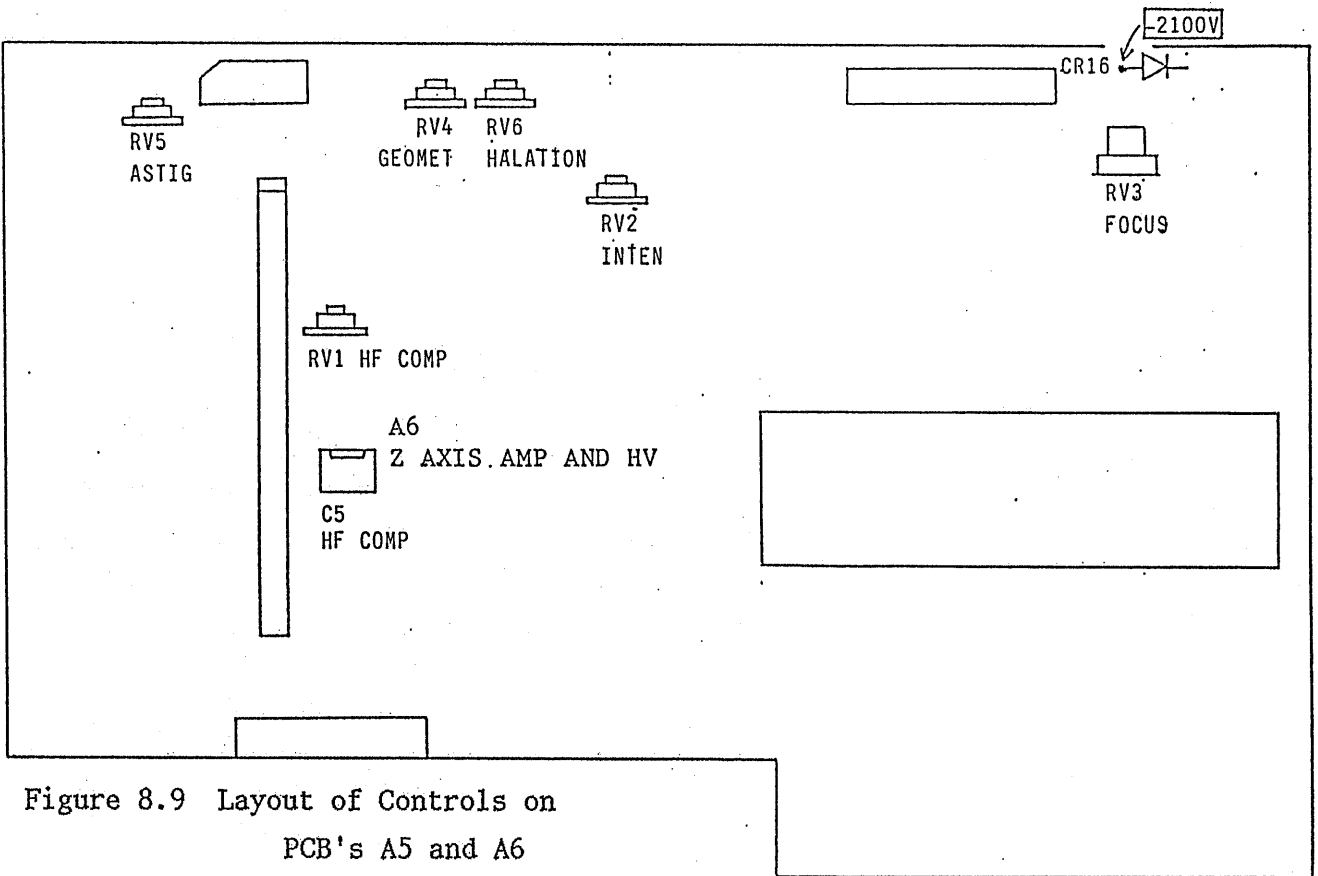 -2100V
CR16
RV5
ASTIG
RV4
GEOMET
RV6
HALATION
RV2
INTEN
RV3
FOCU9
RV1 HF COMP
A6
Z AXIS AMP AND HV
C5
HF COMP
Figure 8.9 Layout of Controls on
PCB's A5 and A6